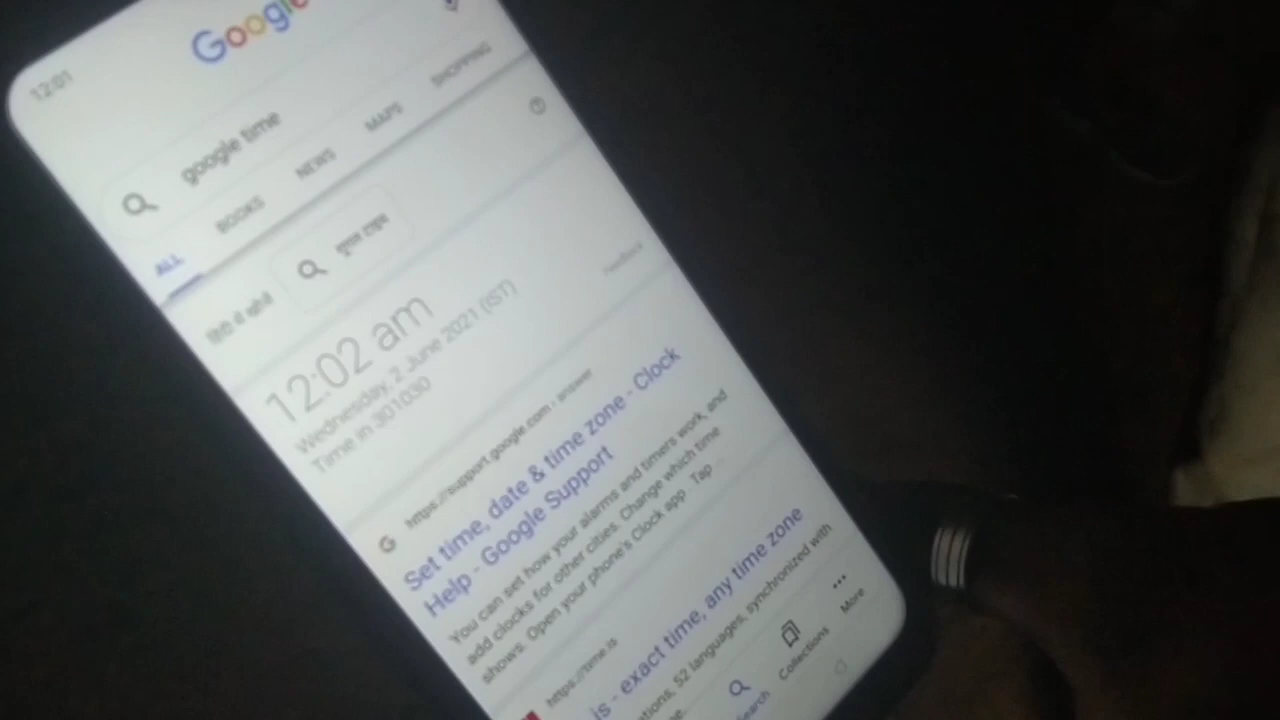 12:01
Google
google time
ALL BOOKS NEWS MAPS SHOPPING
हिंदी में खोजें गूगल टाइम
12:02 am
Wednesday, 2 June 2021 (IST)
Time in 301030
Feedback
https://support.google.com › answer
Set time, date & time zone - Clock
Help - Google Support
You can set how your alarms and timers work, and
add clocks for other cities. Change which time
shows. Open your phone's Clock app · Tap
https://time.is
is - exact time, any time zone
52 languages, synchronized with
Collections More